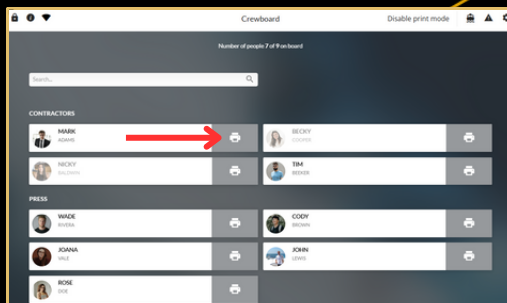 Crewboard
Disable print mode
Number of people 7 of 9 on board
Search...
CONTRACTORS
MARK
ADAMS
BECKY
COOPER
NICKY
BALDWIN
TIM
BECKER
PRESS
WADE
RIVERA
CODY
BROWN
JOANA
VALE
JOHN
LEWIS
ROSE
DOE